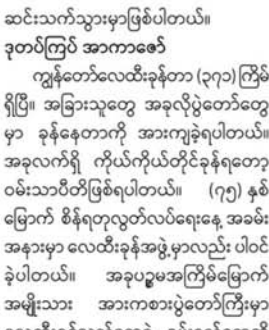 ဆင်းသက်သွားမှာဖြစ်ပါတယ်။
ဒုတပ်ကြပ် အာကာဇော်
ကျွန်တော်လေထီးခုန်တာ (၃၇၁) ကြိမ်
ရှိပြီ။ အခြားသူတွေ အခုလိုပွဲတော်တွေ
မှာ ခုန်နေတာကို အားကျခဲ့ရပါတယ်။
အခုလက်ရှိ ကိုယ်ကိုယ်တိုင်ခုန်ရတော့
ဝမ်းသာပီတိဖြစ်ရပါတယ်။ (၇၅) နှစ်
မြောက် စိန်ရတုလွတ်လပ်ရေးနေ့ အခမ်း
အနားမှာ လေထီးခုန်အဖွဲ့မှာလည်း ပါဝင်
ခဲ့ပါတယ်။ အခုပဥ္စမအကြိမ်မြောက်
အမျိုးသား အားကစားပွဲတော်ကြီးမှာ